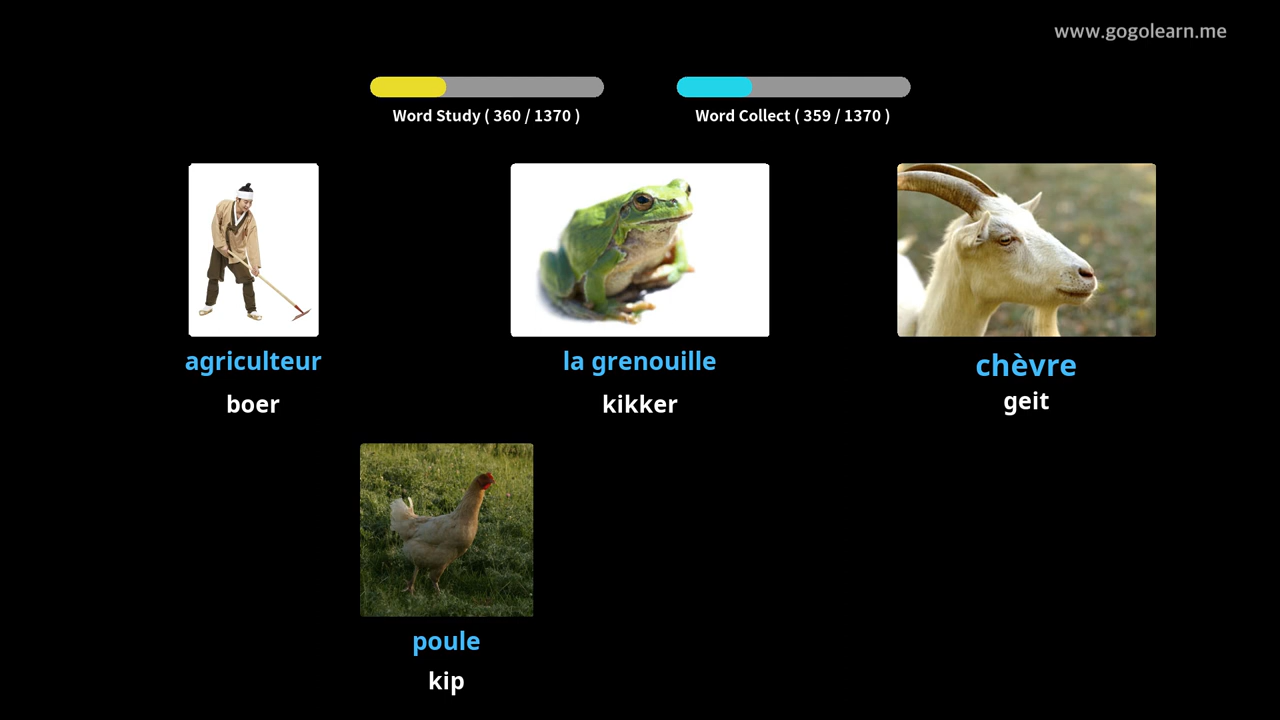 www.gogolearn.me
Word Study ( 360 / 1370 )
Word Collect ( 359 / 1370 )
agriculteur
boer
la grenouille
kikker
chèvre
geit
poule
kip